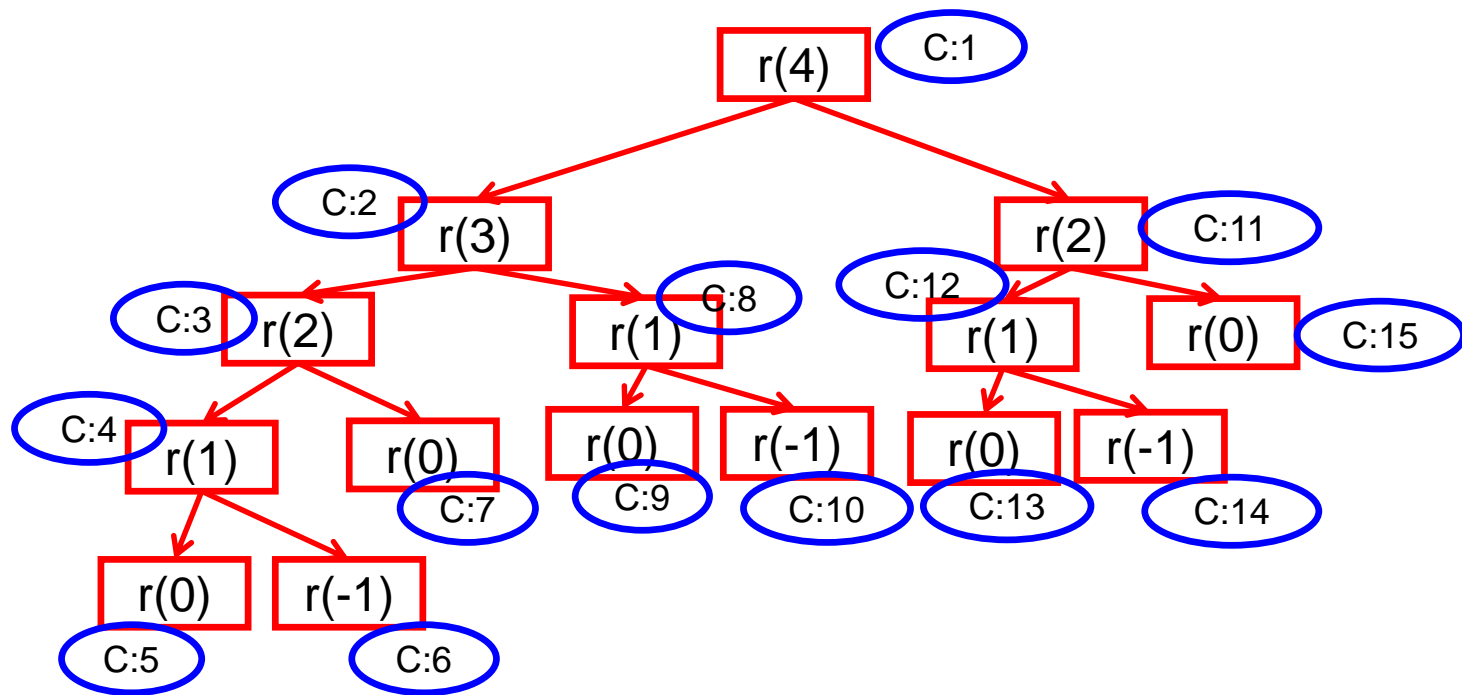 r(4)
C:1
C:2
r(3)
r(2)
C:11
C:3
r(2)
r(1)
C:8
C:12
r(1)
r(0)
C:15
C:4
r(1)
r(0)
C:7
r(0)
C:9
r(-1)
C:10
r(0)
C:13
r(-1)
C:14
r(0)
C:5
r(-1)
C:6